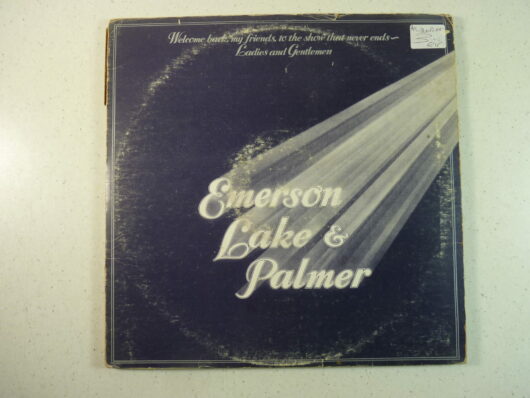 Welcome back, my friends, to the show that never ends~
Ladies and Gentlemen
Emerson
Lake &
Palmer